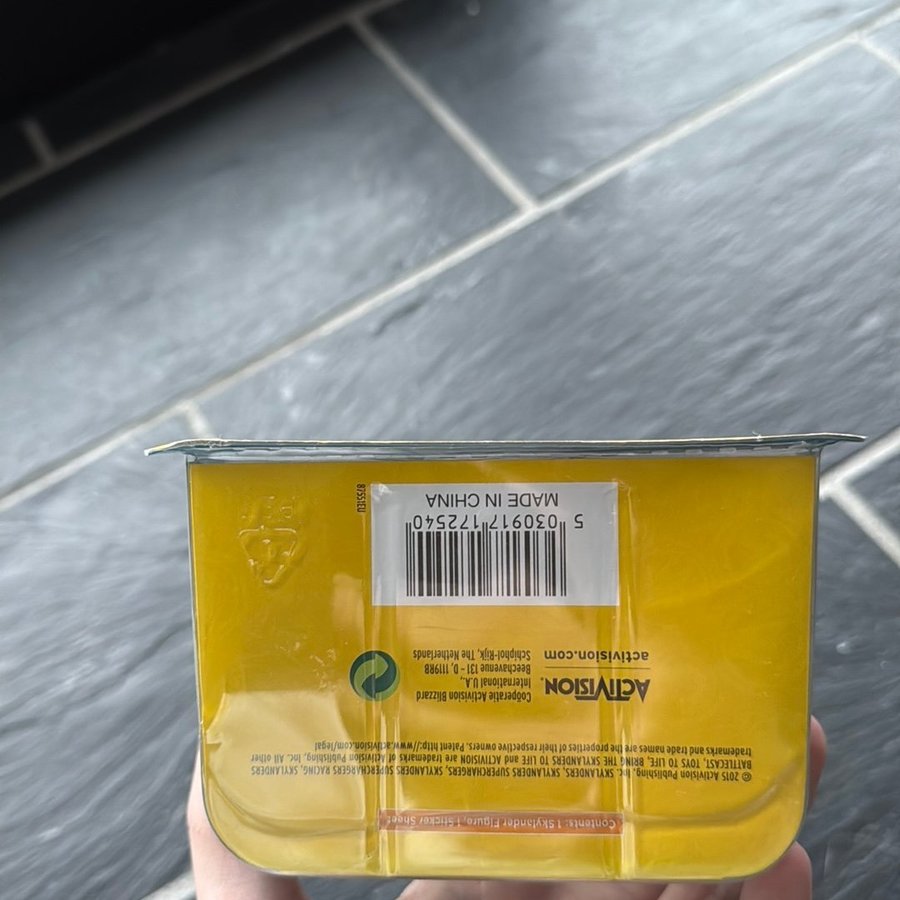 Contents: 1 Skylander Figure, 1 Sticker Sheet
© 2015 Activision Publishing, Inc. SKYLANDERS, SKYLANDERS SUPERCHARGERS, SKYLANDERS SUPERCHARGERS RACING, SKYLANDERS
BATTLECAST, TOYS TO LIFE, BRING THE SKYLANDERS TO LIFE and ACTIVISION are trademarks of Activision Publishing, Inc. All other
trademarks and trade names are the properties of their respective owners. Patent http://www.activision.com/legal
ACTIVISION®
activision.com
Coöperatie Activision Blizzard
International U.A.,
Beechavenue 131 D, 1119RB
Schiphol-Rijk, The Netherlands
5 030917 172540
MADE IN CHINA
87551EU